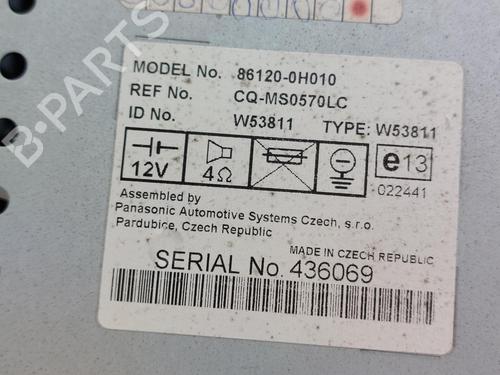 MODEL No. 86120-0H010
REF No. CQ-MS0570LC
ID No. W53811 TYPE: W53811
12V
4Ω
e13
022441
Assembled by
Panasonic Automotive Systems Czech, s.r.o.
Pardubice, Czech Republic
MADE IN CZECH REPUBLIC
SERIAL No. 436069
B-PARTS